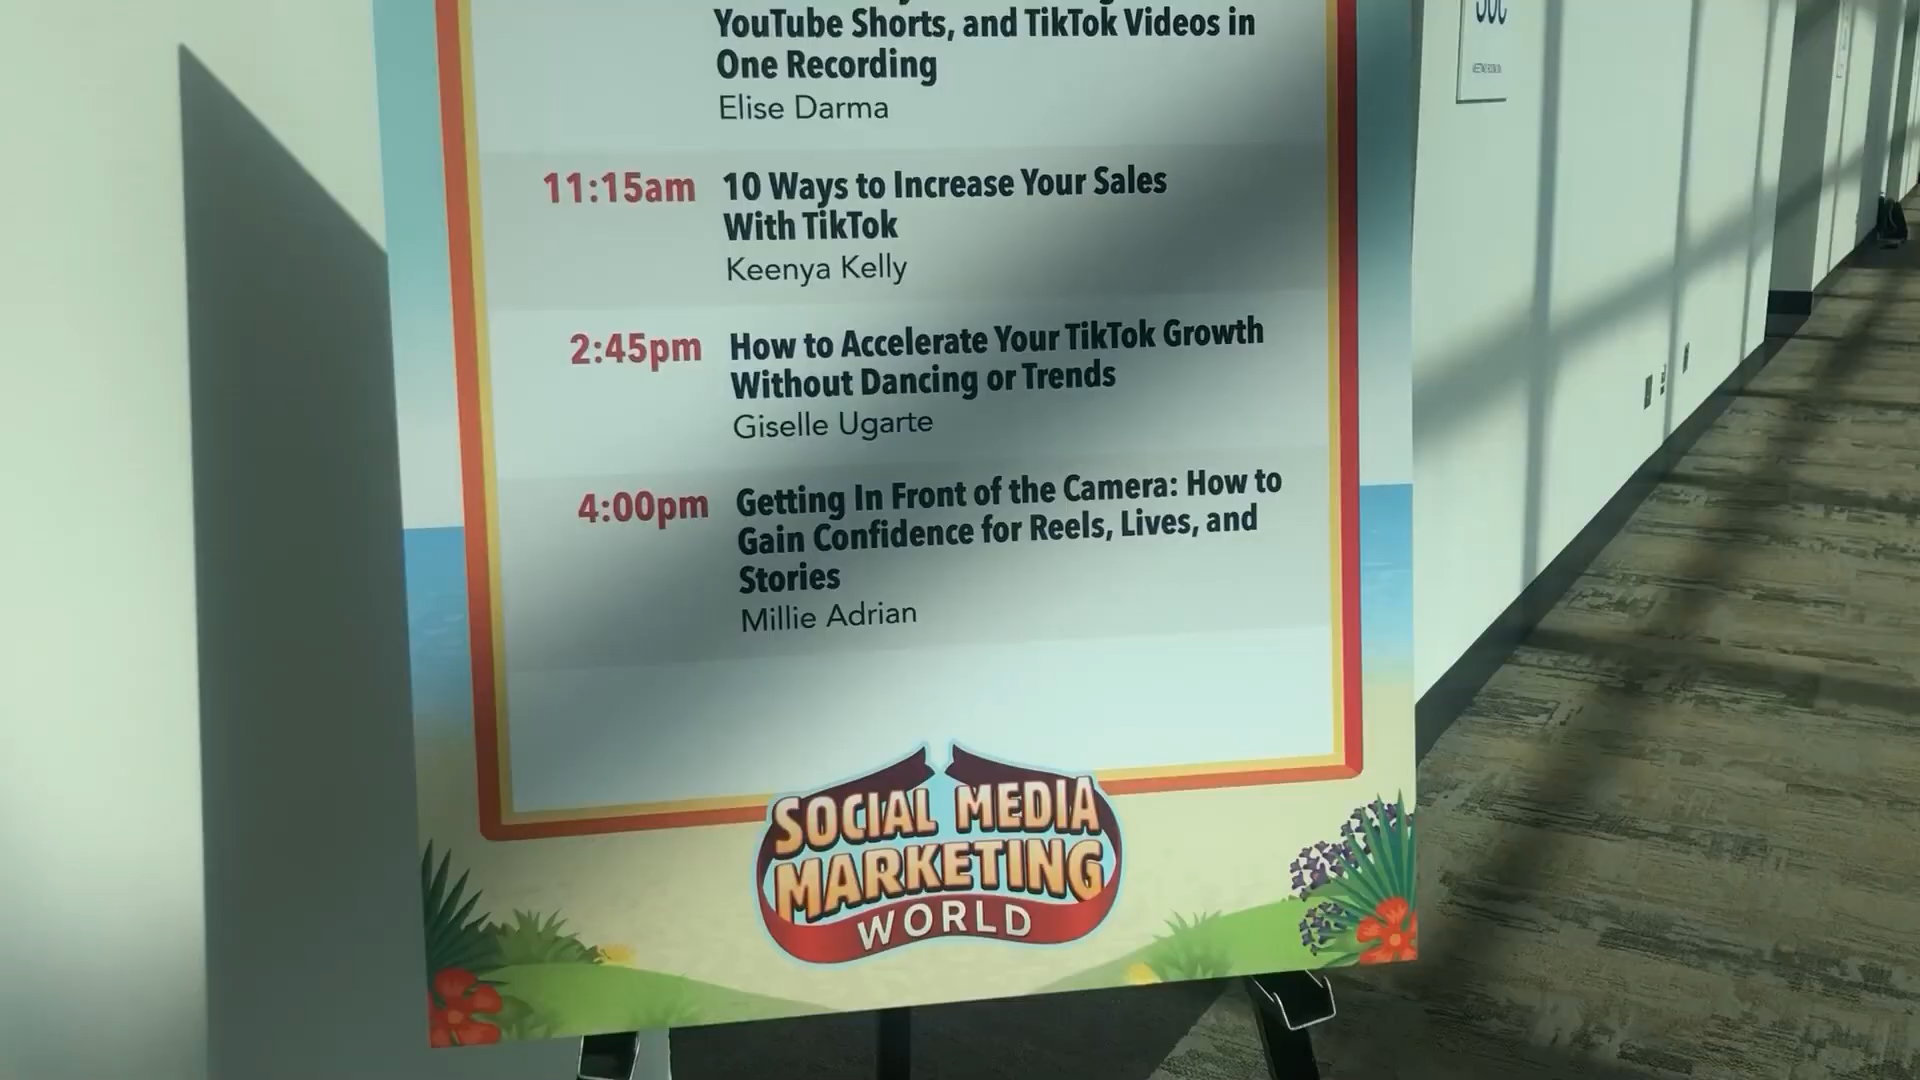 YouTube Shorts, and TikTok Videos in
One Recording
Elise Darma
11:15am 10 Ways to Increase Your Sales
With TikTok
Keenya Kelly
2:45pm How to Accelerate Your TikTok Growth
Without Dancing or Trends
Giselle Ugarte
4:00pm Getting In Front of the Camera: How to
Gain Confidence for Reels, Lives, and
Stories
Millie Adrian
SOCIAL MEDIA
MARKETING
WORLD